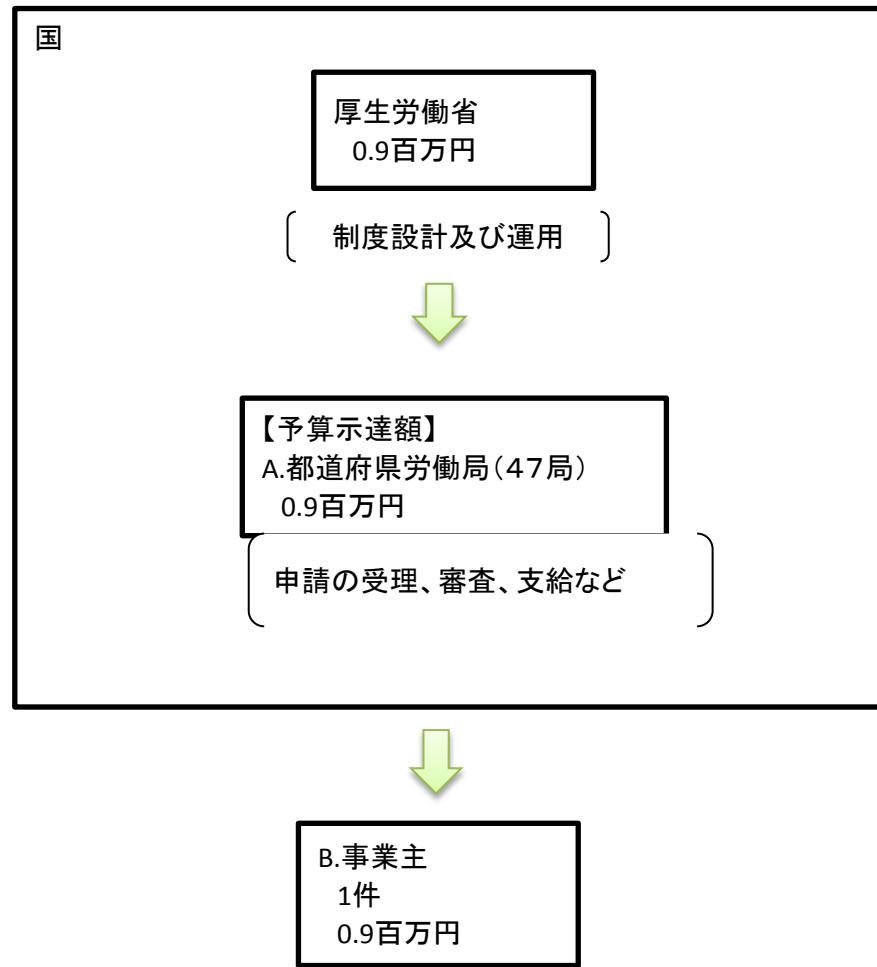 国
厚生労働省
0.9百万円
制度設計及び運用
【予算示達額】
A.都道府県労働局（４７局）
0.9百万円
申請の受理、審査、支給など
B.事業主
1件
0.9百万円